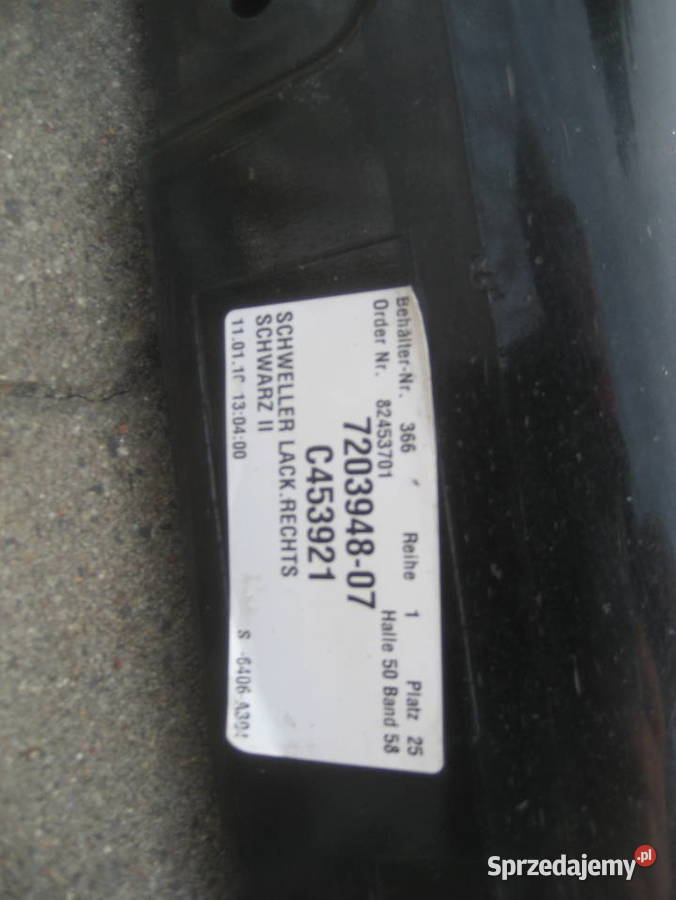 Behälter-Nr. 366 Reihe 1 Platz 25
Order Nr. 82453701 Halle 50 Band 58
7203948-07
C453921
SCHWELLER LACK.RECHTS
SCHWARZ II
13:04:00
Sprzedajemy.pl